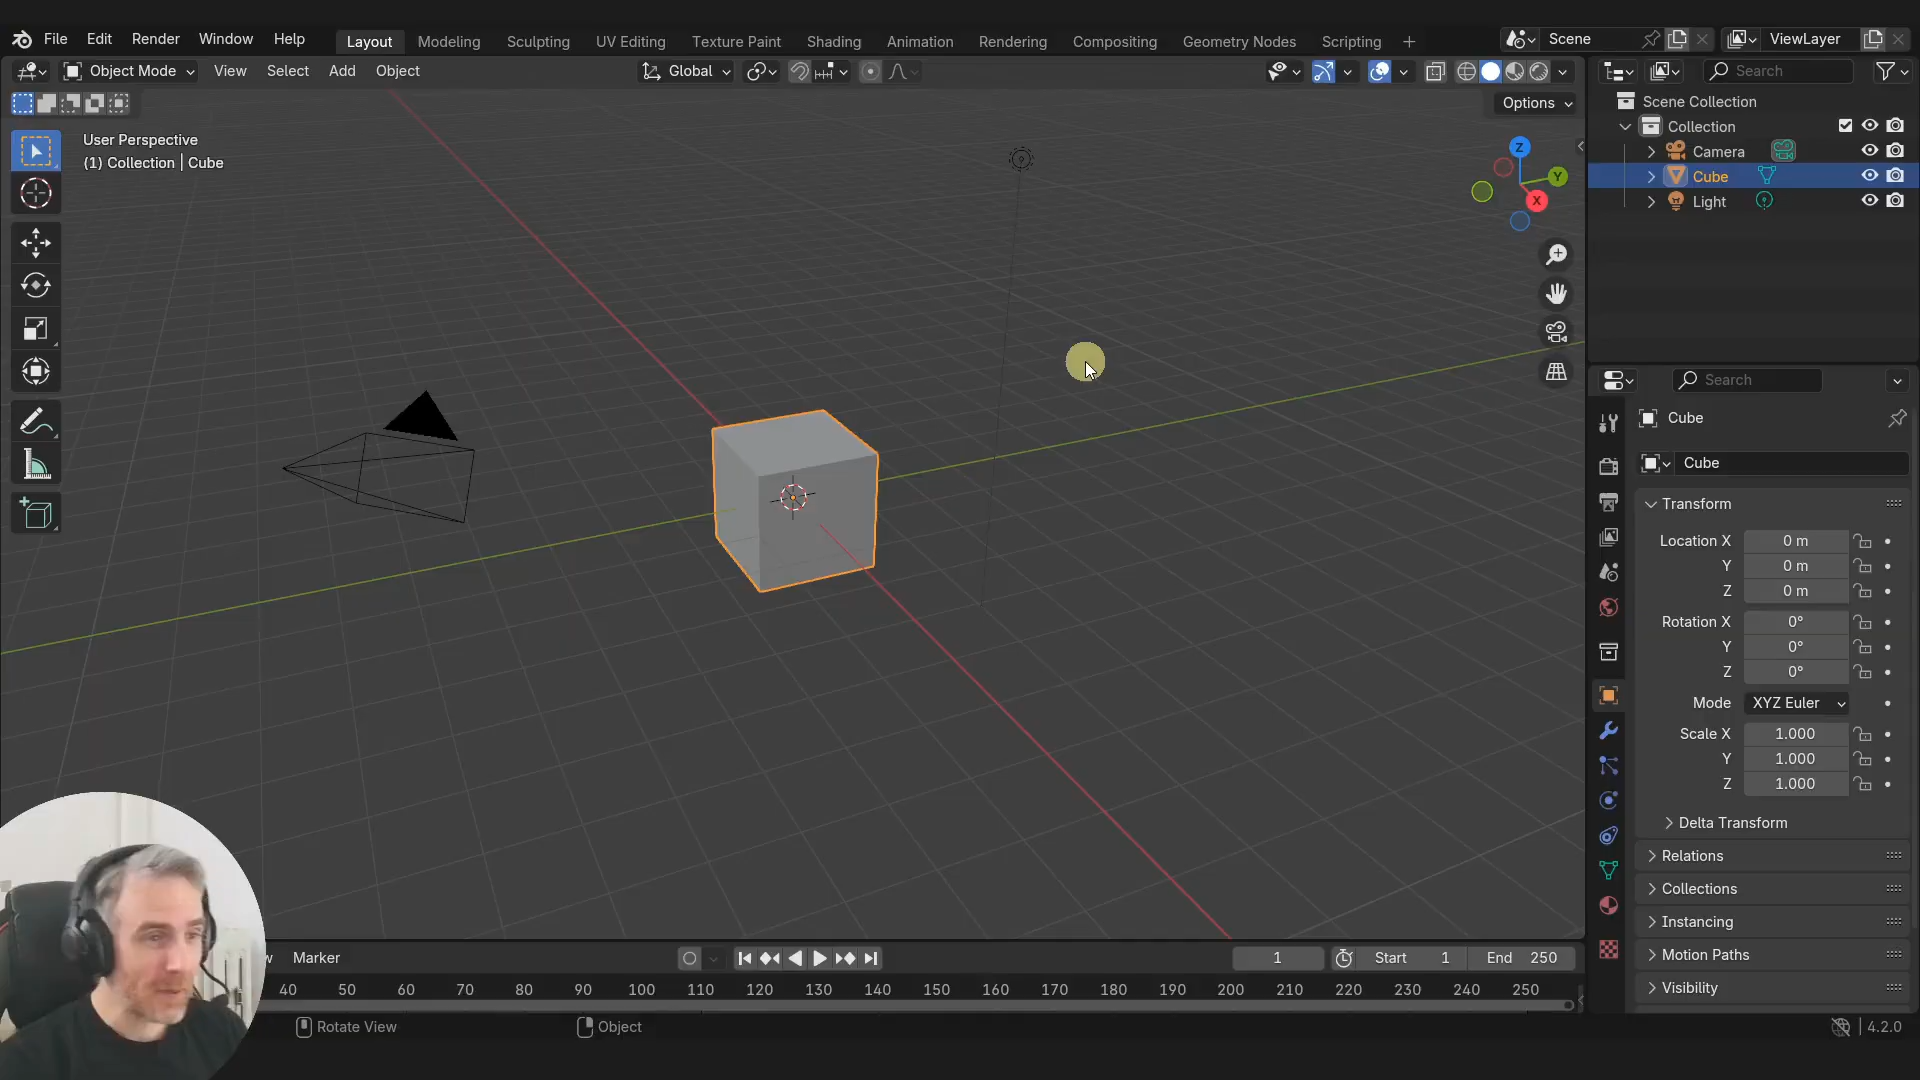 File Edit Render Window Help Layout Modeling Sculpting UV Editing Texture Paint Shading Animation Rendering Compositing Geometry Nodes Scripting + Scene ViewLayer
Object Mode View Select Add Object Global Search
Options
User Perspective
(1) Collection | Cube
Z
Y
X
Scene Collection
Collection
Camera
Cube
Light
Search
Cube
Cube
Transform
Location X 0 m
Y 0 m
Z 0 m
Rotation X 0°
Y 0°
Z 0°
Mode XYZ Euler
Scale X 1.000
Y 1.000
Z 1.000
Delta Transform
Relations
Collections
Instancing
Motion Paths
Visibility
Marker 1 Start 1 End 250
40 50 60 70 80 90 100 110 120 130 140 150 160 170 180 190 200 210 220 230 240 250
Rotate View Object 4.2.0